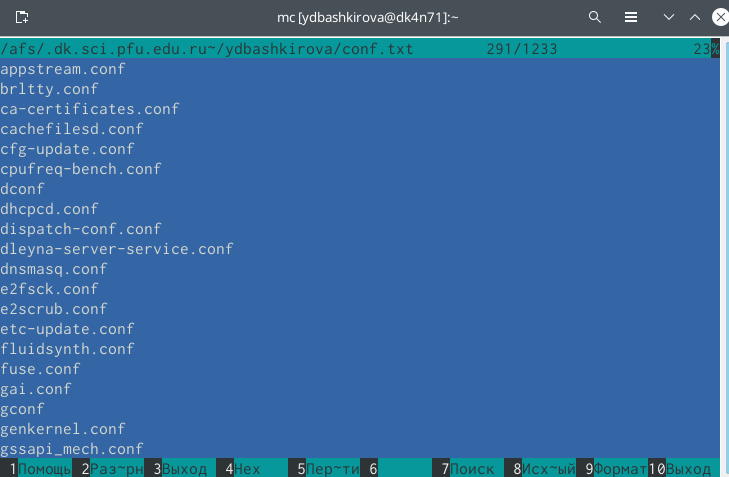 mc [ydbashkirova@dk4n71]:~
/afs/.dk.sci.pfu.edu.ru~/ydbashkirova/conf.txt 291/1233 23%
appstream.conf
brltty.conf
ca-certificates.conf
cachefilesd.conf
cfg-update.conf
cpufreq-bench.conf
dconf
dhcpcd.conf
dispatch-conf.conf
dleyna-server-service.conf
dnsmasq.conf
e2fsck.conf
e2scrub.conf
etc-update.conf
fluidsynth.conf
fuse.conf
gai.conf
gconf
genkernel.conf
gssapi_mech.conf
1Помощь 2Раз~рн 3Выход 4Hex 5Пер~ти 6 7Поиск 8Исх~ый 9Формат 10Выход